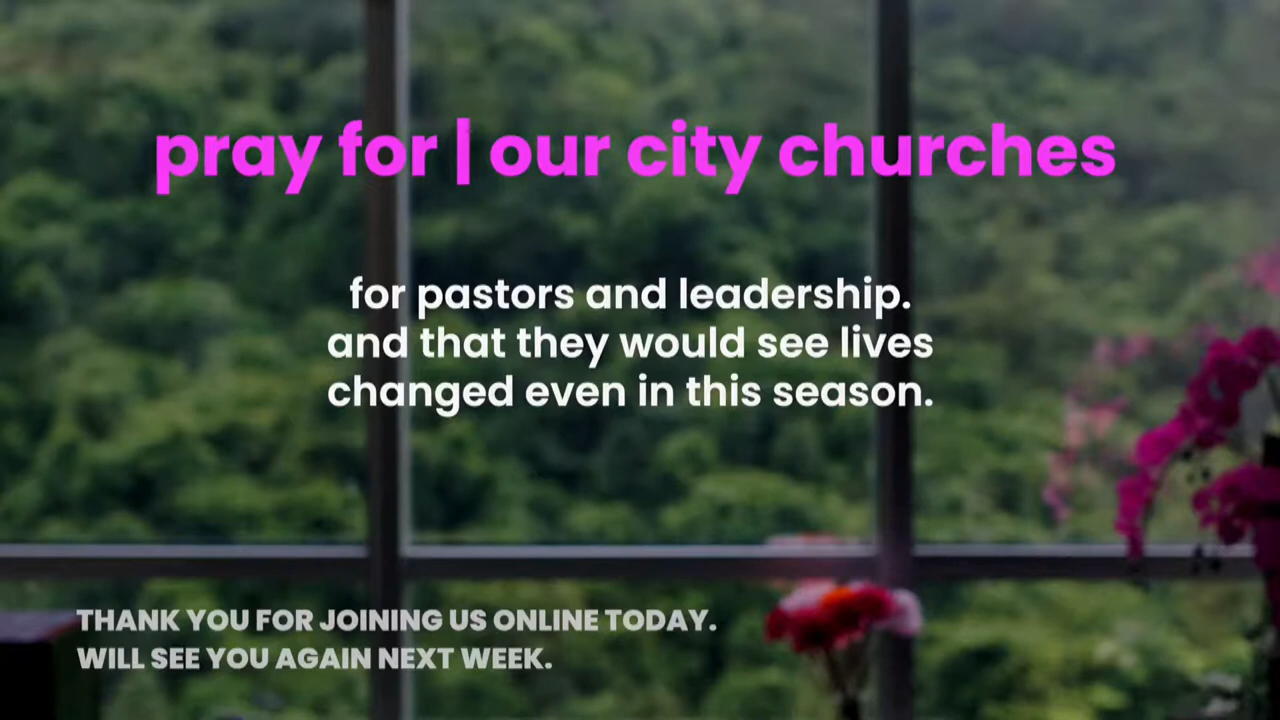 pray for | our city churches
for pastors and leadership.
and that they would see lives
changed even in this season.
THANK YOU FOR JOINING US ONLINE TODAY.
WILL SEE YOU AGAIN NEXT WEEK.